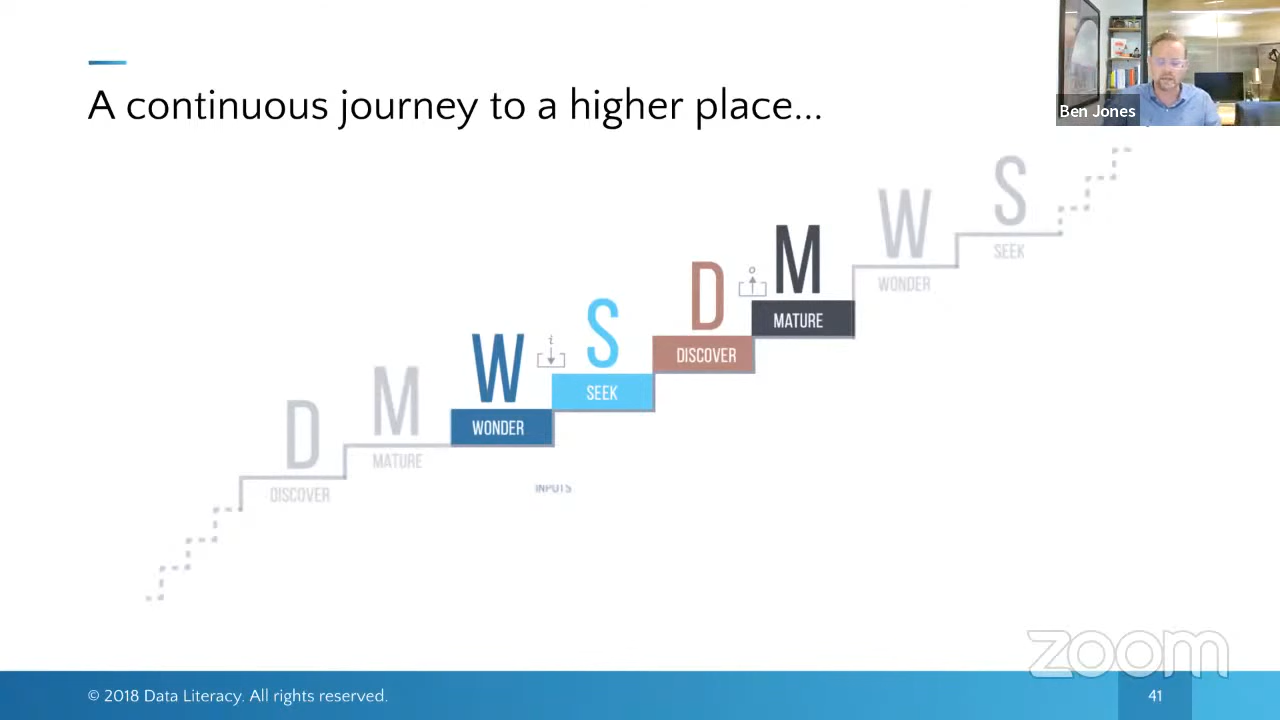 A continuous journey to a higher place...
Ben Jones
D
DISCOVER
M
MATURE
W
WONDER
i
S
SEEK
D
DISCOVER
o
M
MATURE
W
WONDER
S
SEEK
INPUTS
zoom
© 2018 Data Literacy. All rights reserved.
41